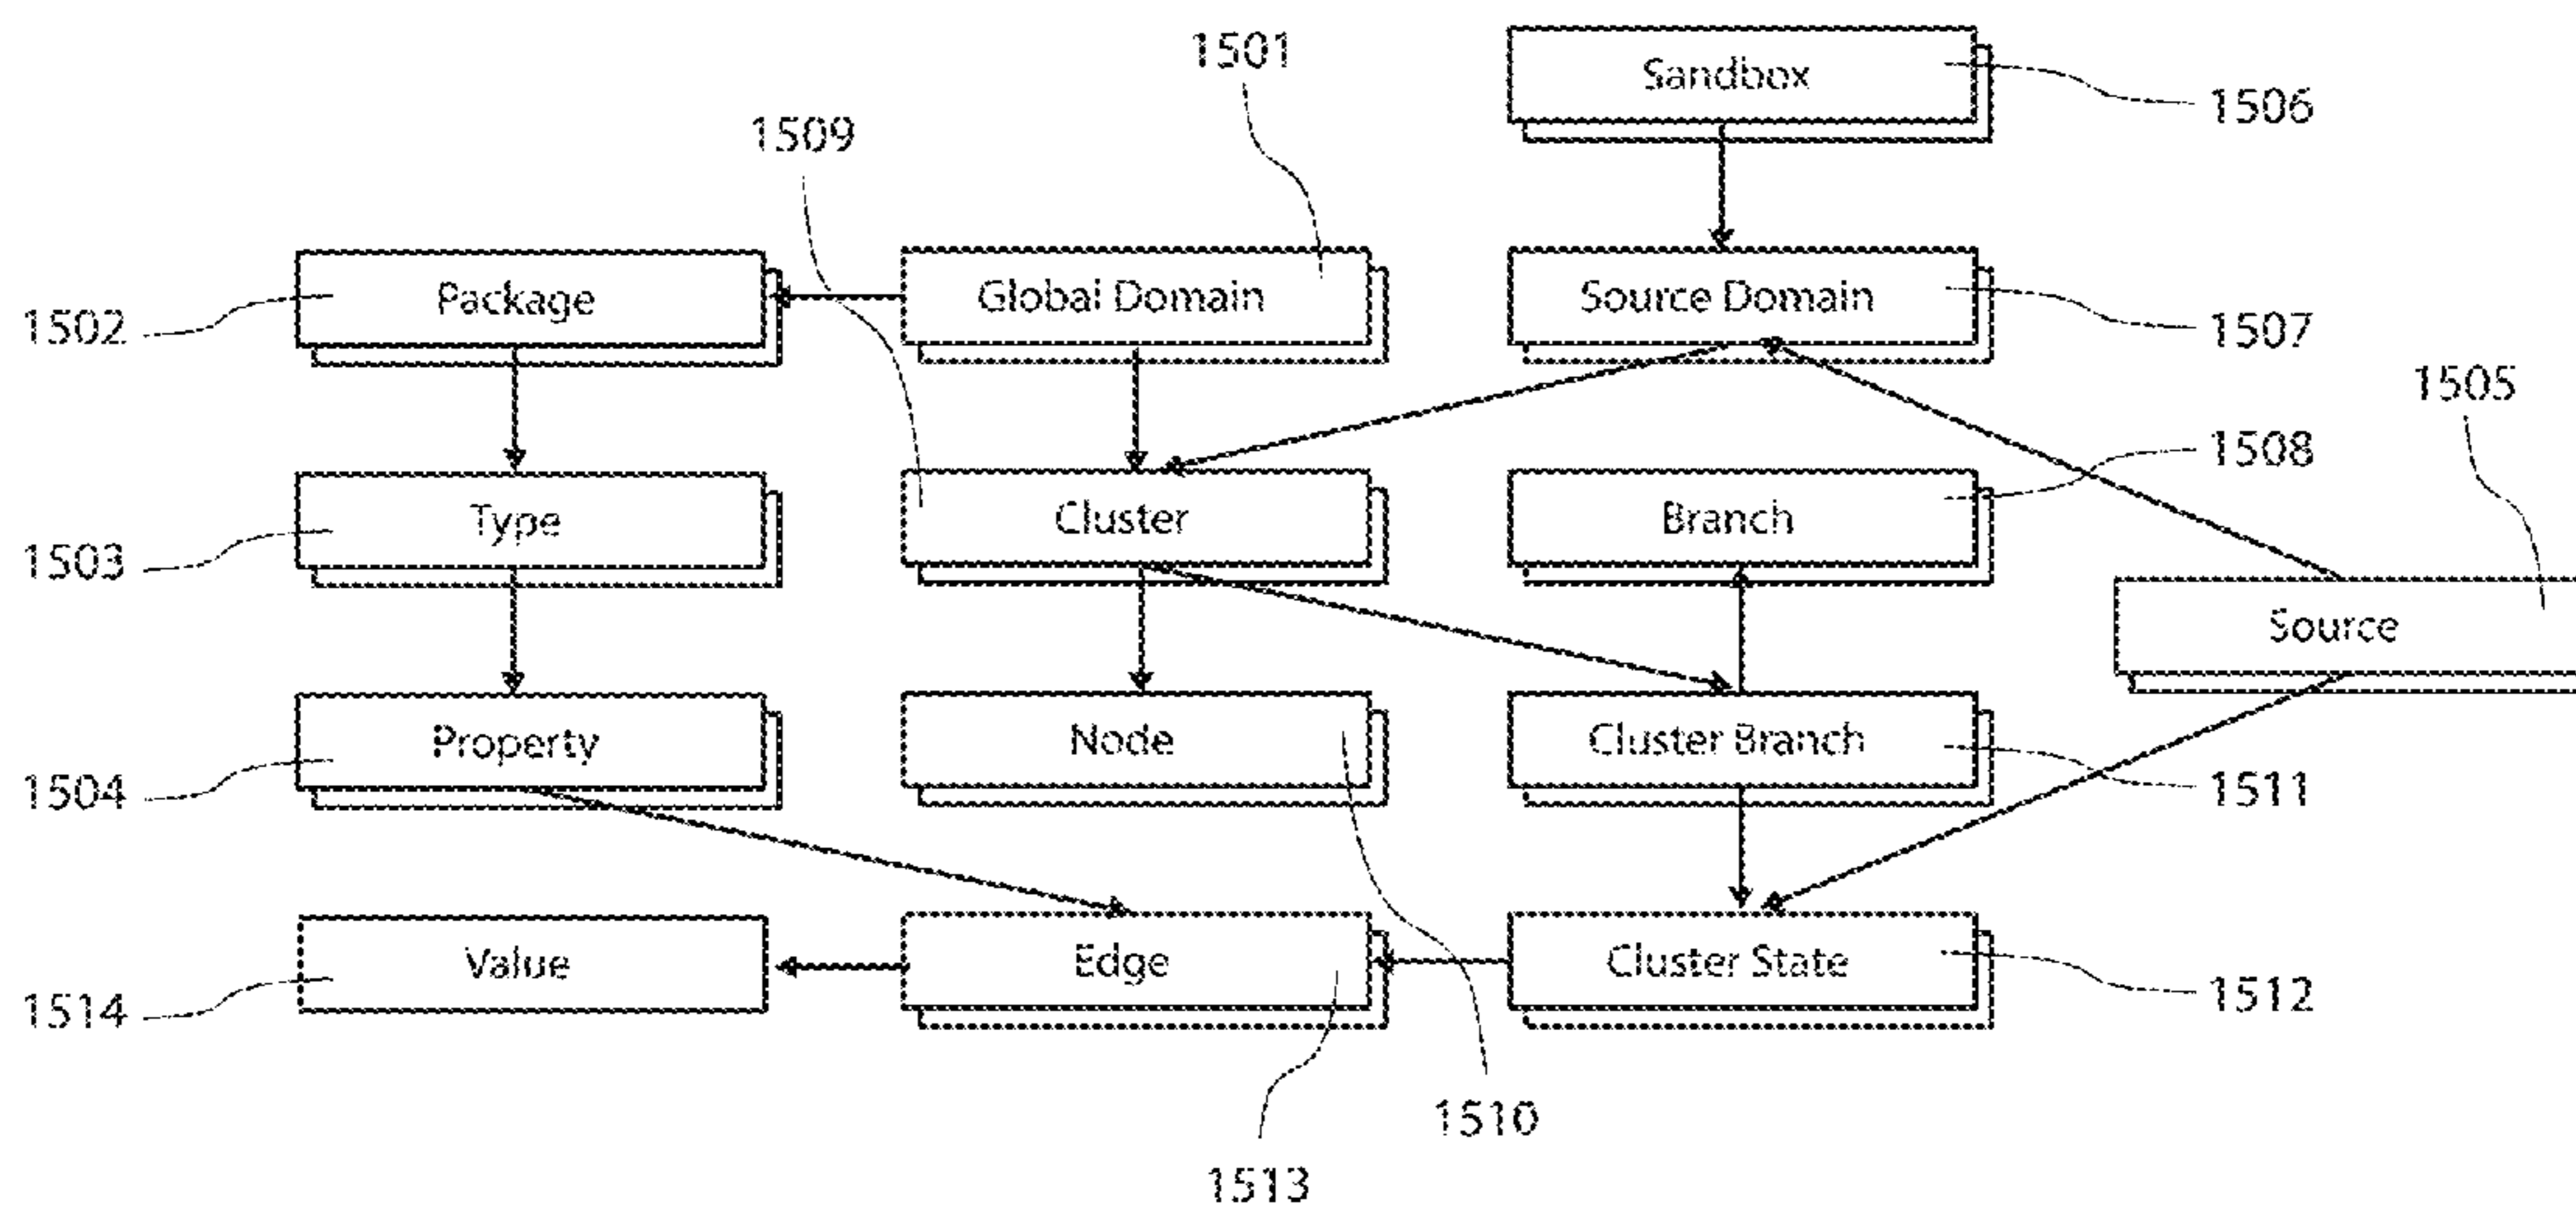 1501
Sandbox
1506
1509
Package
Global Domain
Source Domain
1502
1507
1505
1508
Type
Cluster
Branch
1503
Source
Property
Node
Cluster Branch
1504
1511
Value
Edge
Cluster State
1514
1512
1510
1513